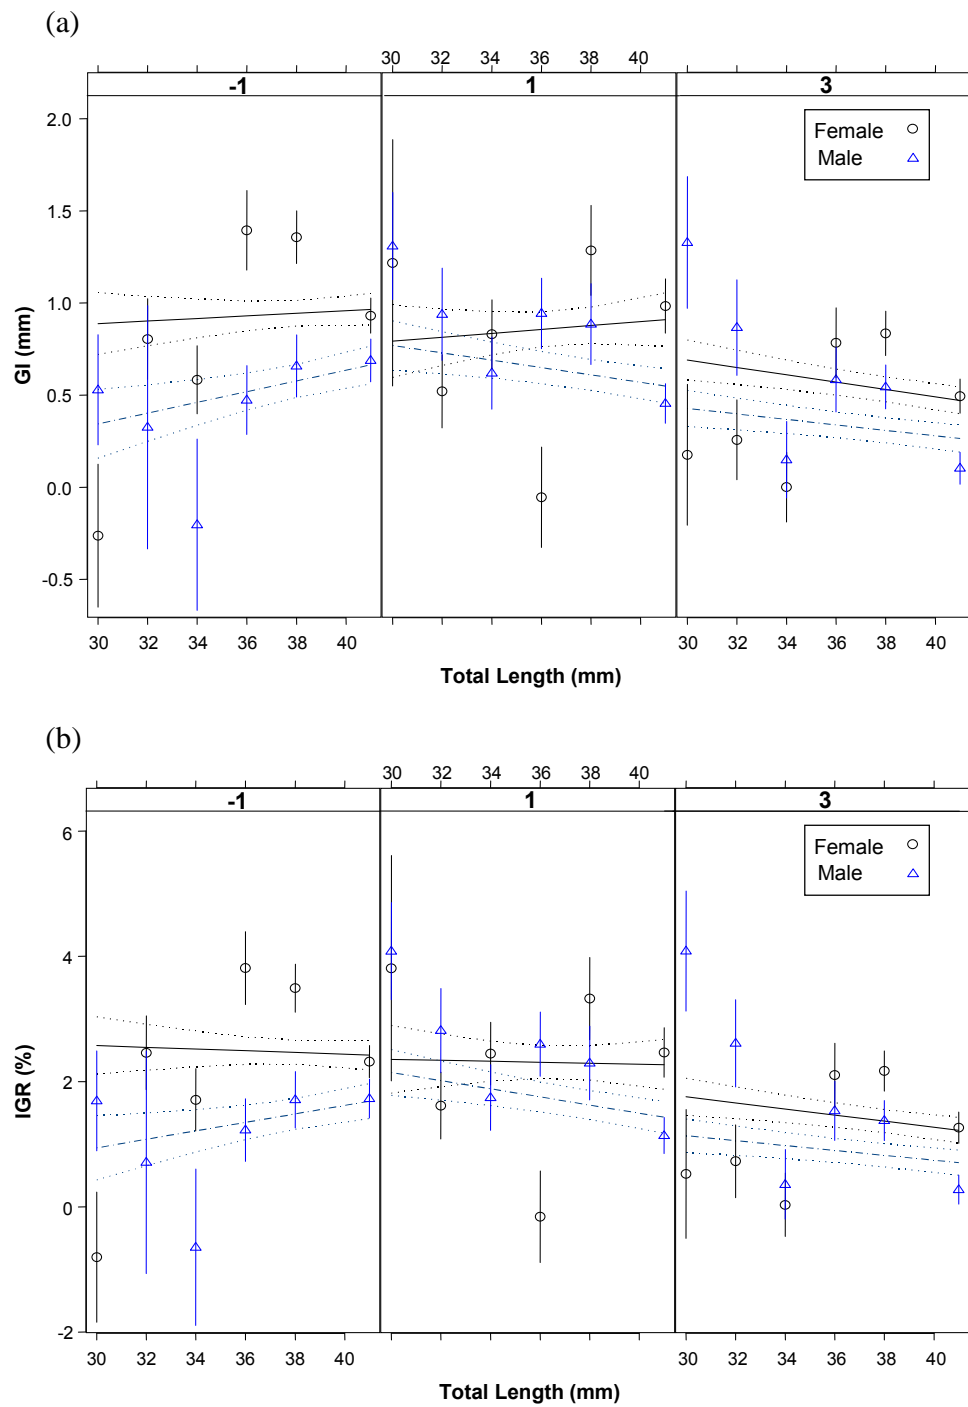 (a)
30 32 34 36 38 40
-1 1 3
Female
Male
2.0
1.5
1.0
0.5
0.0
-0.5
GI (mm)
30 32 34 36 38 40 30 32 34 36 38 40
Total Length (mm)
(b)
30 32 34 36 38 40
-1 1 3
Female
Male
6
4
2
0
-2
IGR (%)
30 32 34 36 38 40 30 32 34 36 38 40
Total Length (mm)